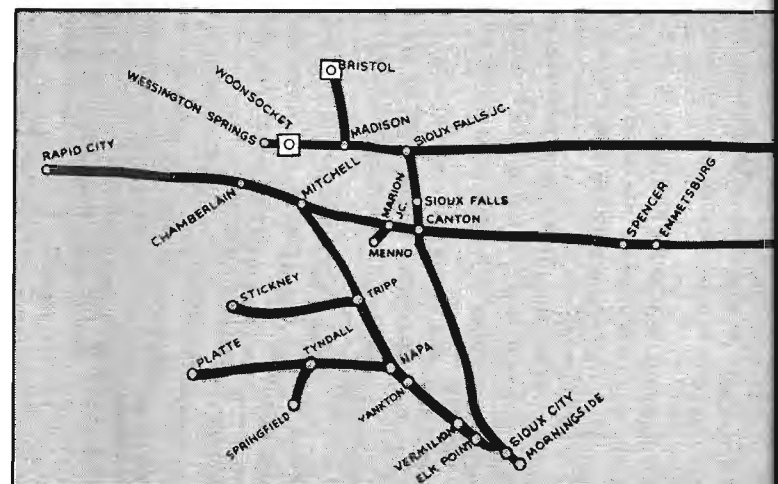 BRISTOL
WESSINGTON SPRINGS
WOONSOCKET
MADISON
SIOUX FALLS JC.
RAPID CITY
CHAMBERLAIN
MITCHELL
MARION JC.
SIOUX FALLS
CANTON
MENNO
SPENCER
EMMETSBURG
STICKNEY
TRIPP
PLATTE
TYNDALL
NAPA
SPRINGFIELD
YANKTON
VERMILION
ELK POINT
SIOUX CITY
MORNINGSIDE